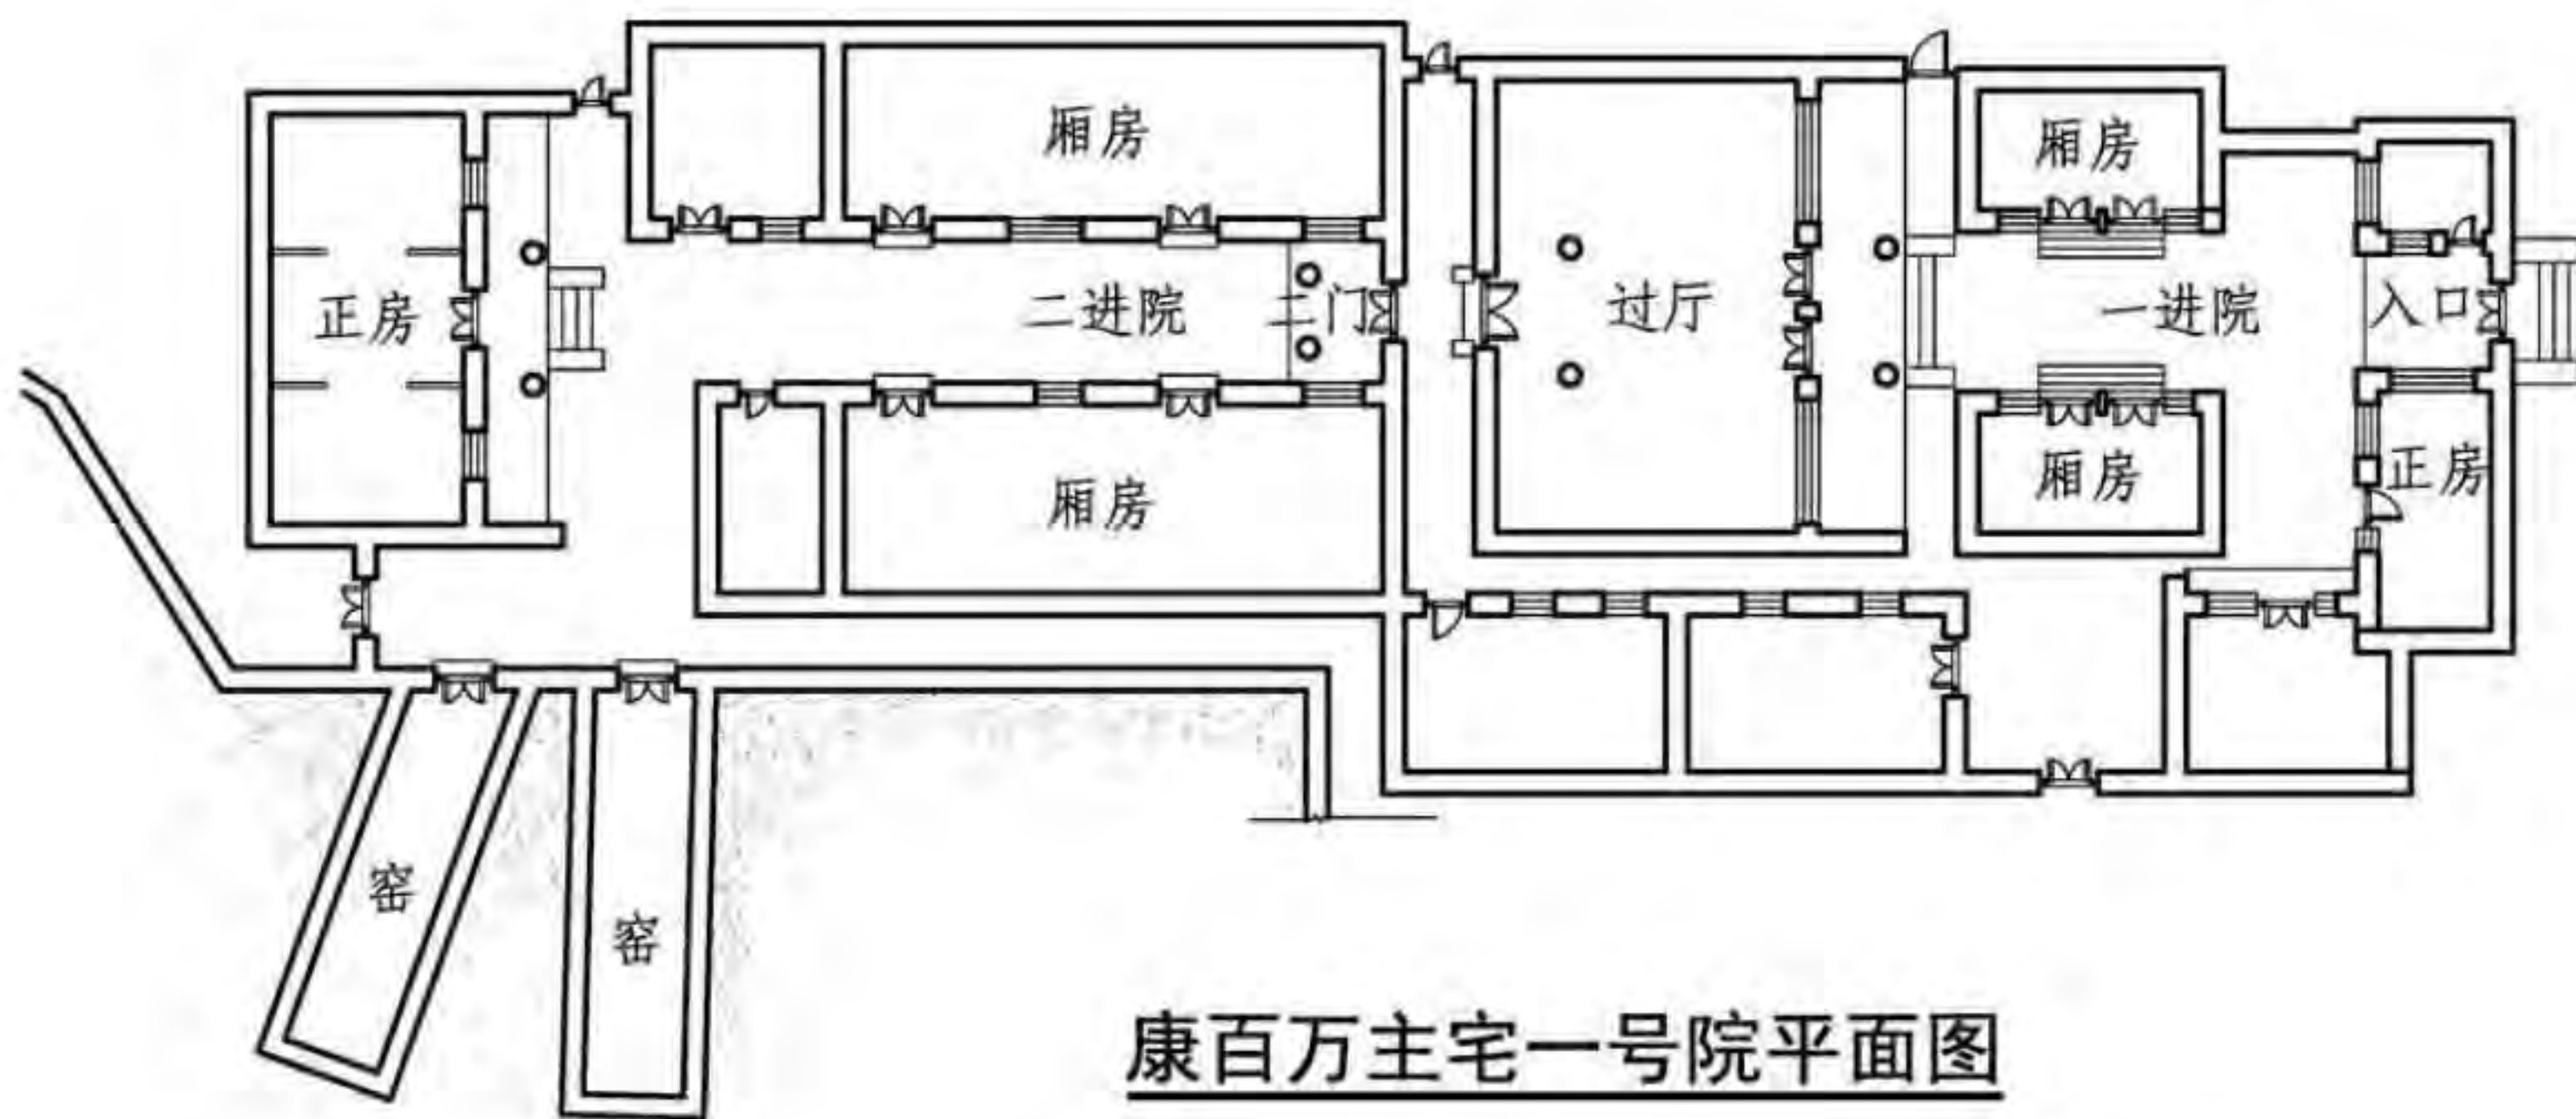 厢房
厢房
正房
二进院
二门
过厅
一进院
入口
厢房
厢房
正房
窑
窑
康百万主宅一号院平面图